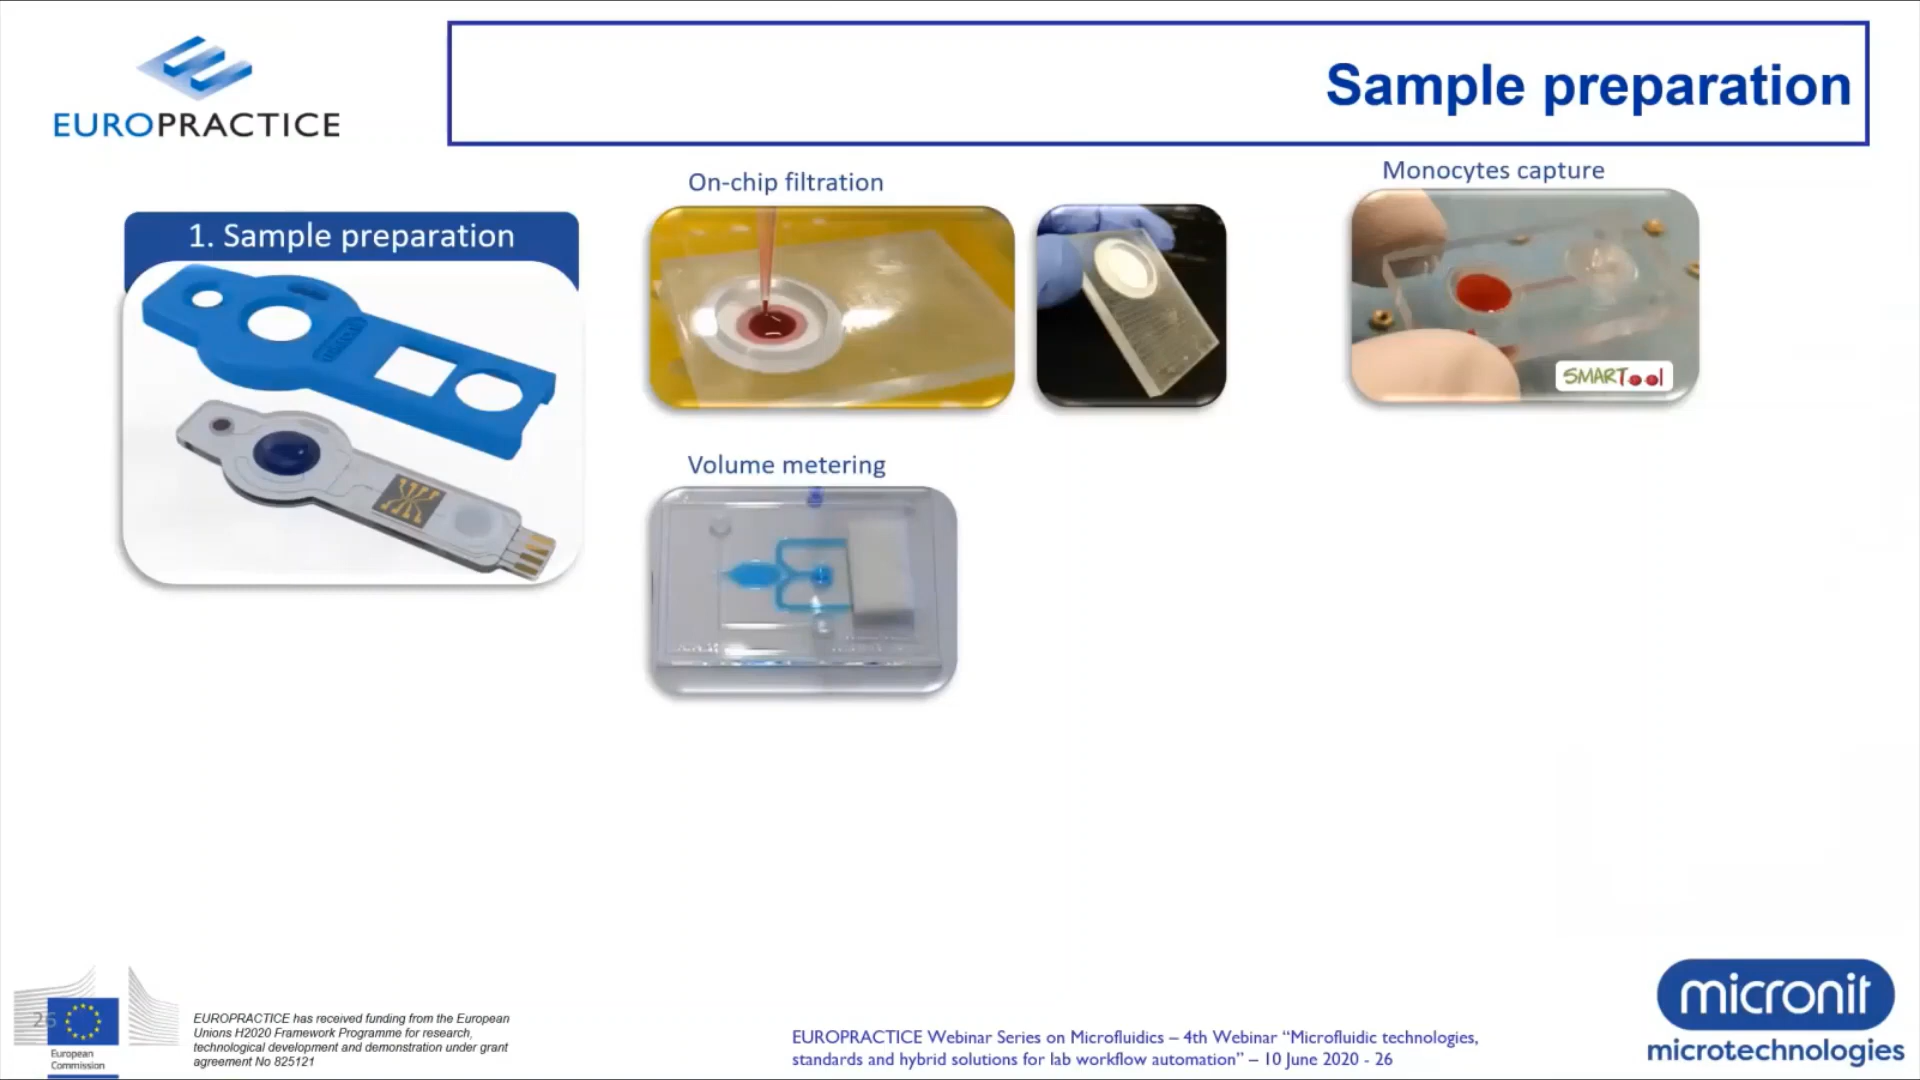 EUROPRACTICE
Sample preparation
1. Sample preparation
On-chip filtration
Monocytes capture
SMARTool
Volume metering
26
European
Commission
EUROPRACTICE has received funding from the European
Unions H2020 Framework Programme for research,
technological development and demonstration under grant
agreement No 825121
EUROPRACTICE Webinar Series on Microfluidics – 4th Webinar “Microfluidic technologies,
standards and hybrid solutions for lab workflow automation” – 10 June 2020 - 26
micronit
microtechnologies